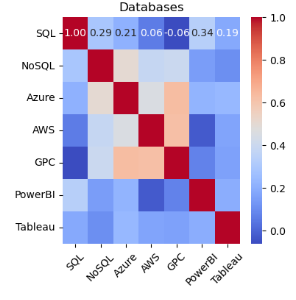 Databases
SQL 1.00 0.29 0.21 0.06 -0.06 0.34 0.19
NoSQL
Azure
AWS
GPC
PowerBI
Tableau
SQL NoSQL Azure AWS GPC PowerBI Tableau
1.0
0.8
0.6
0.4
0.2
0.0